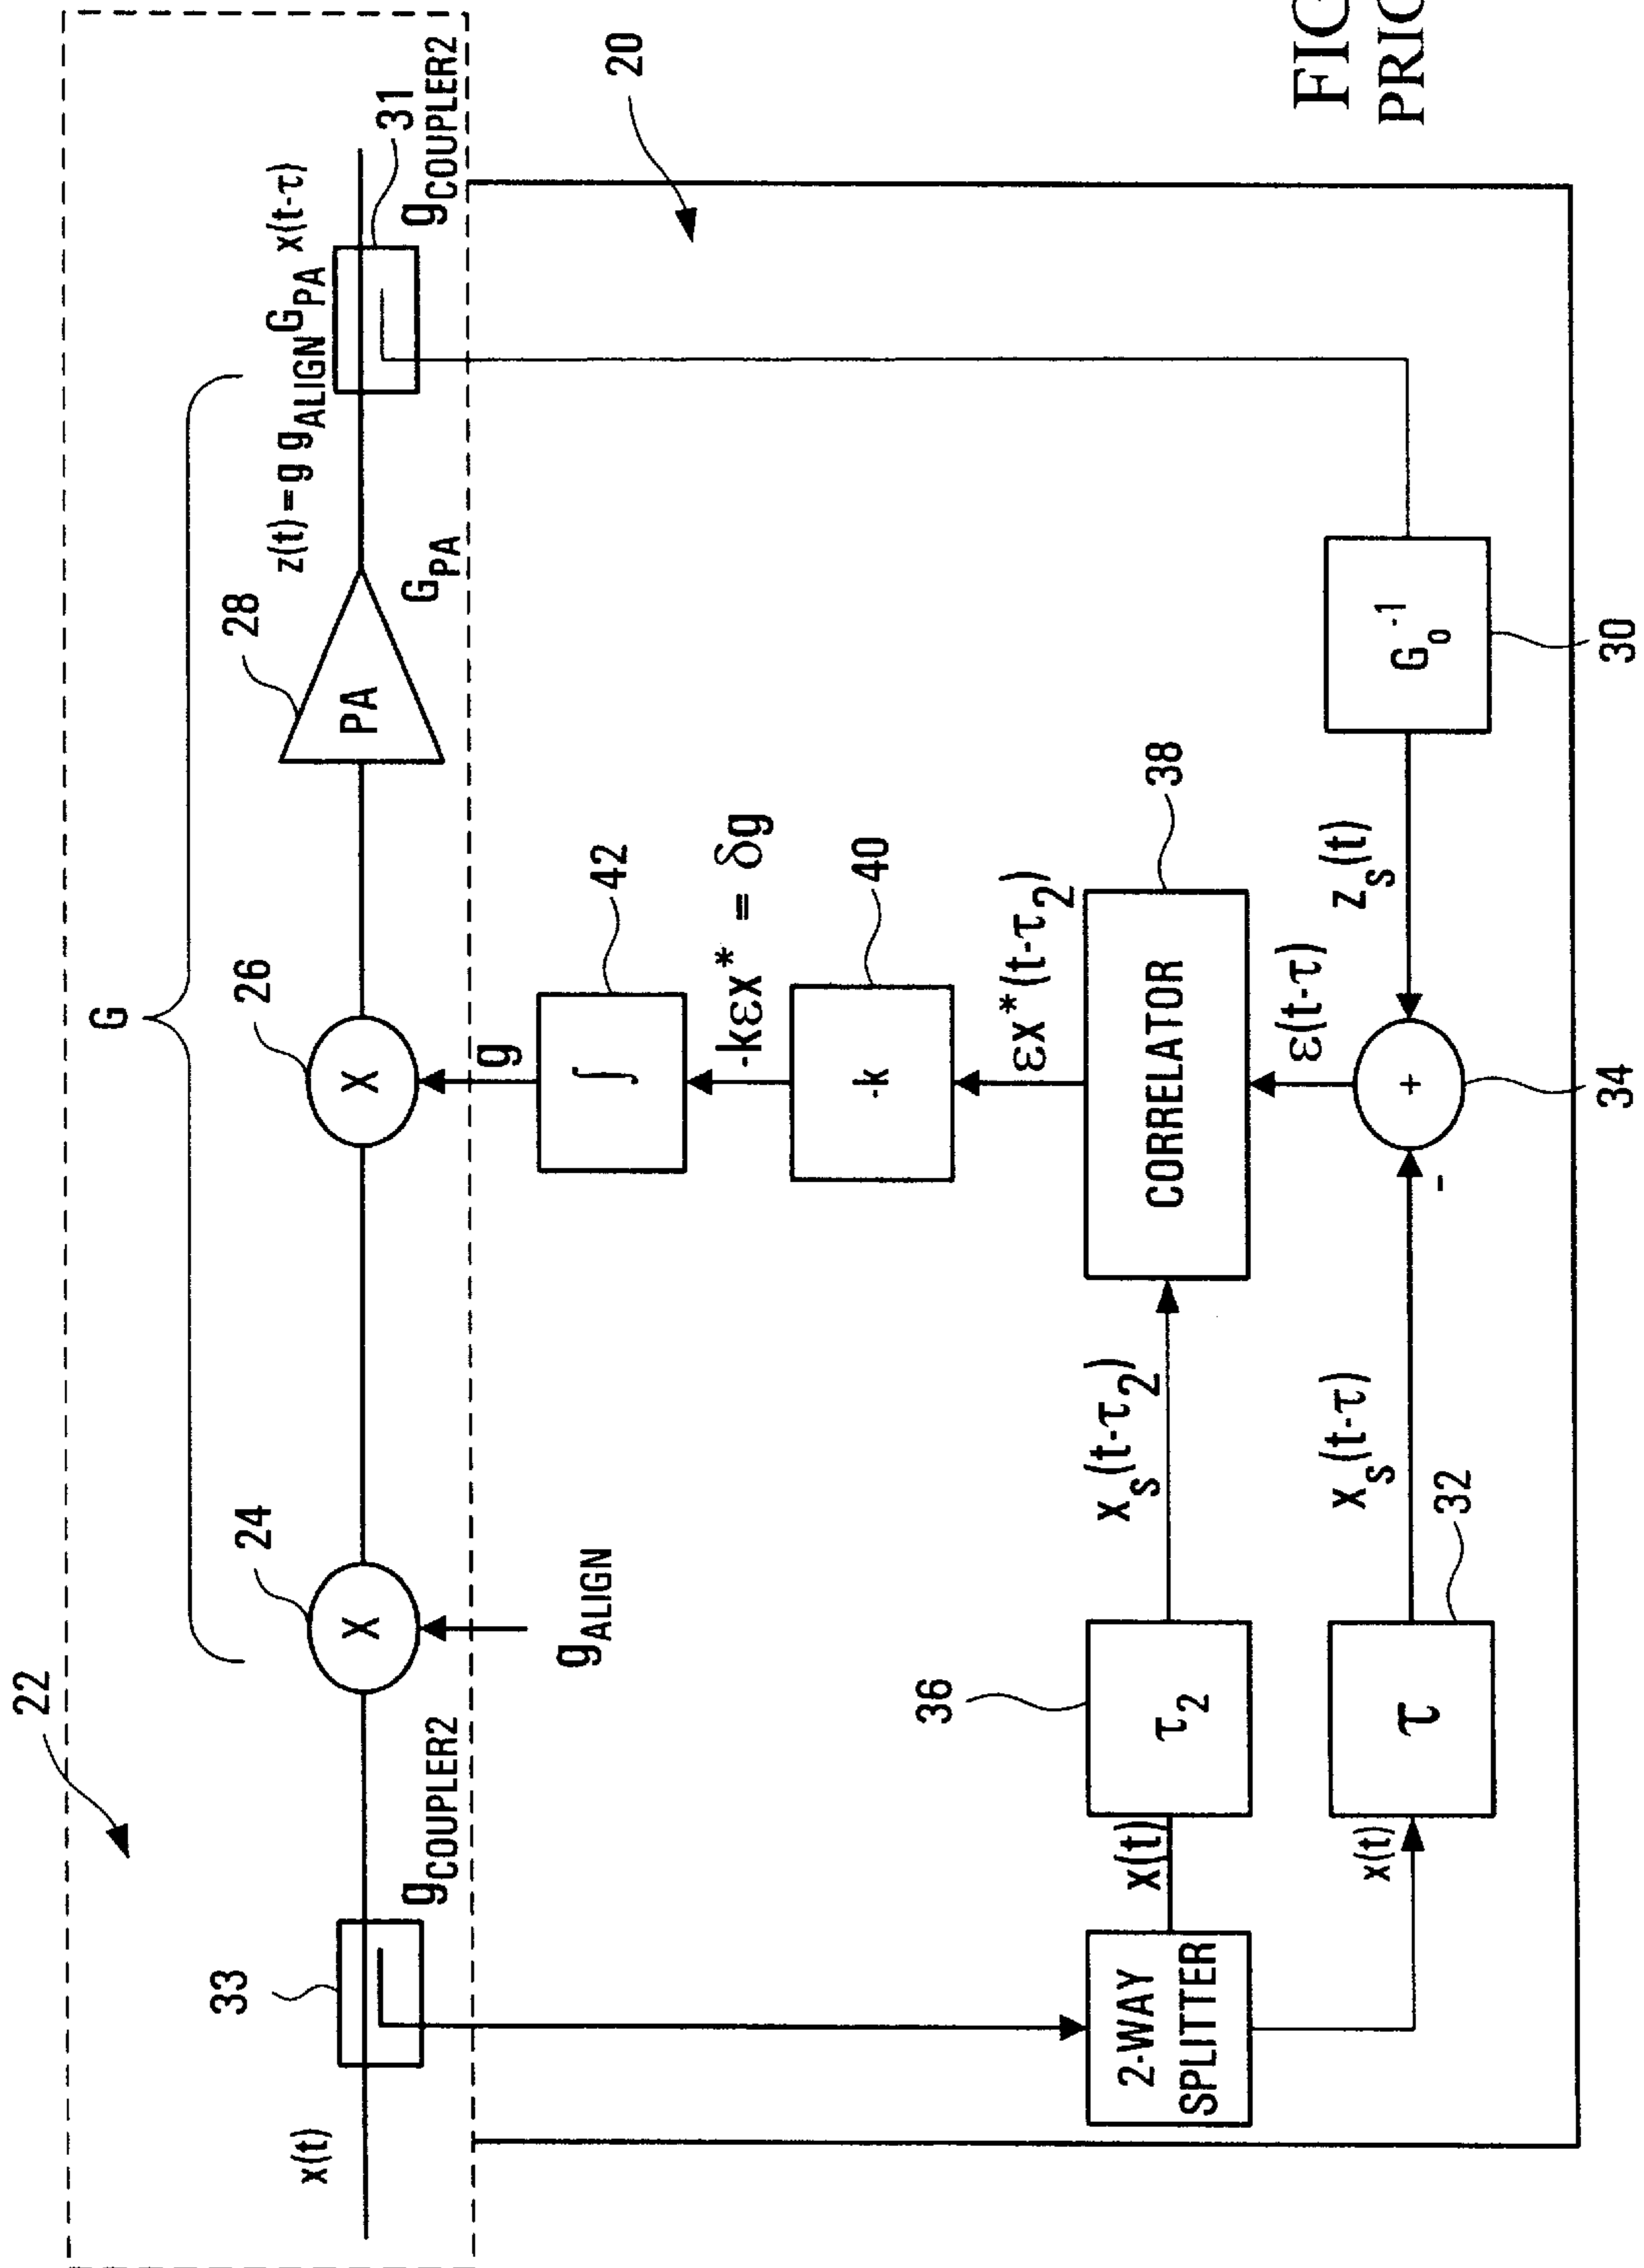 22
G
x(t)
33
gCOUPLER2
24
X
gALIGN
26
X
g
28
PA
GPA
z(t) = g gALIGN GPA x(t-τ)
31
gCOUPLER2
20
42
∫
-kεx* = δg
40
-k
εx*(t-τ2)
38
CORRELATOR
2-WAY
SPLITTER
x(t)
36
τ2
xs(t-τ2)
x(t)
τ
32
xs(t-τ)
-
+
34
ε(t-τ)
zs(t)
G0-1
30
FIG